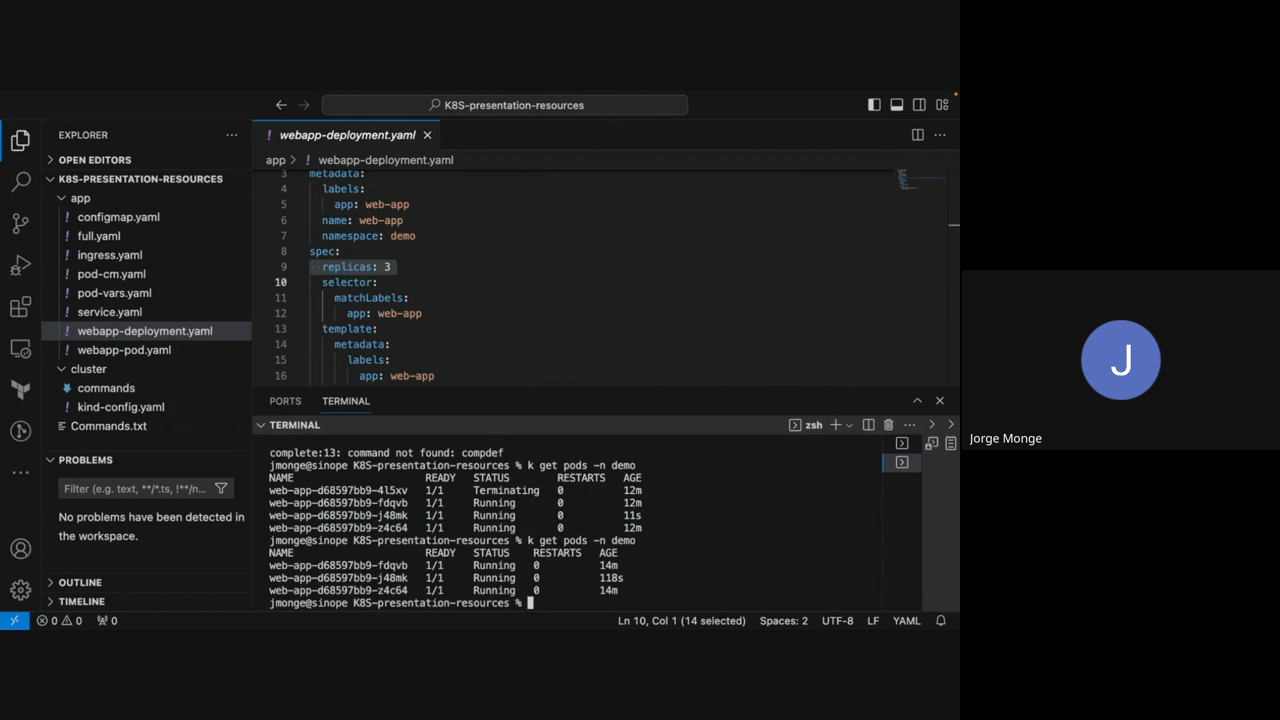 K8S-presentation-resources
EXPLORER
OPEN EDITORS
K8S-PRESENTATION-RESOURCES
app
! configmap.yaml
! full.yaml
! ingress.yaml
! pod-cm.yaml
! pod-vars.yaml
! service.yaml
! webapp-deployment.yaml
! webapp-pod.yaml
cluster
commands
! kind-config.yaml
Commands.txt
PROBLEMS
Filter (e.g. text, **/*.ts, !**/n...
No problems have been detected in
the workspace.
OUTLINE
TIMELINE
! webapp-deployment.yaml
app > ! webapp-deployment.yaml
3 metadata:
4 labels:
5 app: web-app
6 name: web-app
7 namespace: demo
8 spec:
9 replicas: 3
10 selector:
11 matchLabels:
12 app: web-app
13 template:
14 metadata:
15 labels:
16 app: web-app
PORTS TERMINAL
TERMINAL
zsh
complete:13: command not found: compdef
jmonge@sinope K8S-presentation-resources % k get pods -n demo
NAME READY STATUS RESTARTS AGE
web-app-d68597bb9-4l5xv 1/1 Terminating 0 12m
web-app-d68597bb9-fdqvb 1/1 Running 0 12m
web-app-d68597bb9-j48mk 1/1 Running 0 11s
web-app-d68597bb9-z4c64 1/1 Running 0 12m
jmonge@sinope K8S-presentation-resources % k get pods -n demo
NAME READY STATUS RESTARTS AGE
web-app-d68597bb9-fdqvb 1/1 Running 0 14m
web-app-d68597bb9-j48mk 1/1 Running 0 118s
web-app-d68597bb9-z4c64 1/1 Running 0 14m
jmonge@sinope K8S-presentation-resources %
0 0 0 Ln 10, Col 1 (14 selected) Spaces: 2 UTF-8 LF YAML
J
Jorge Monge